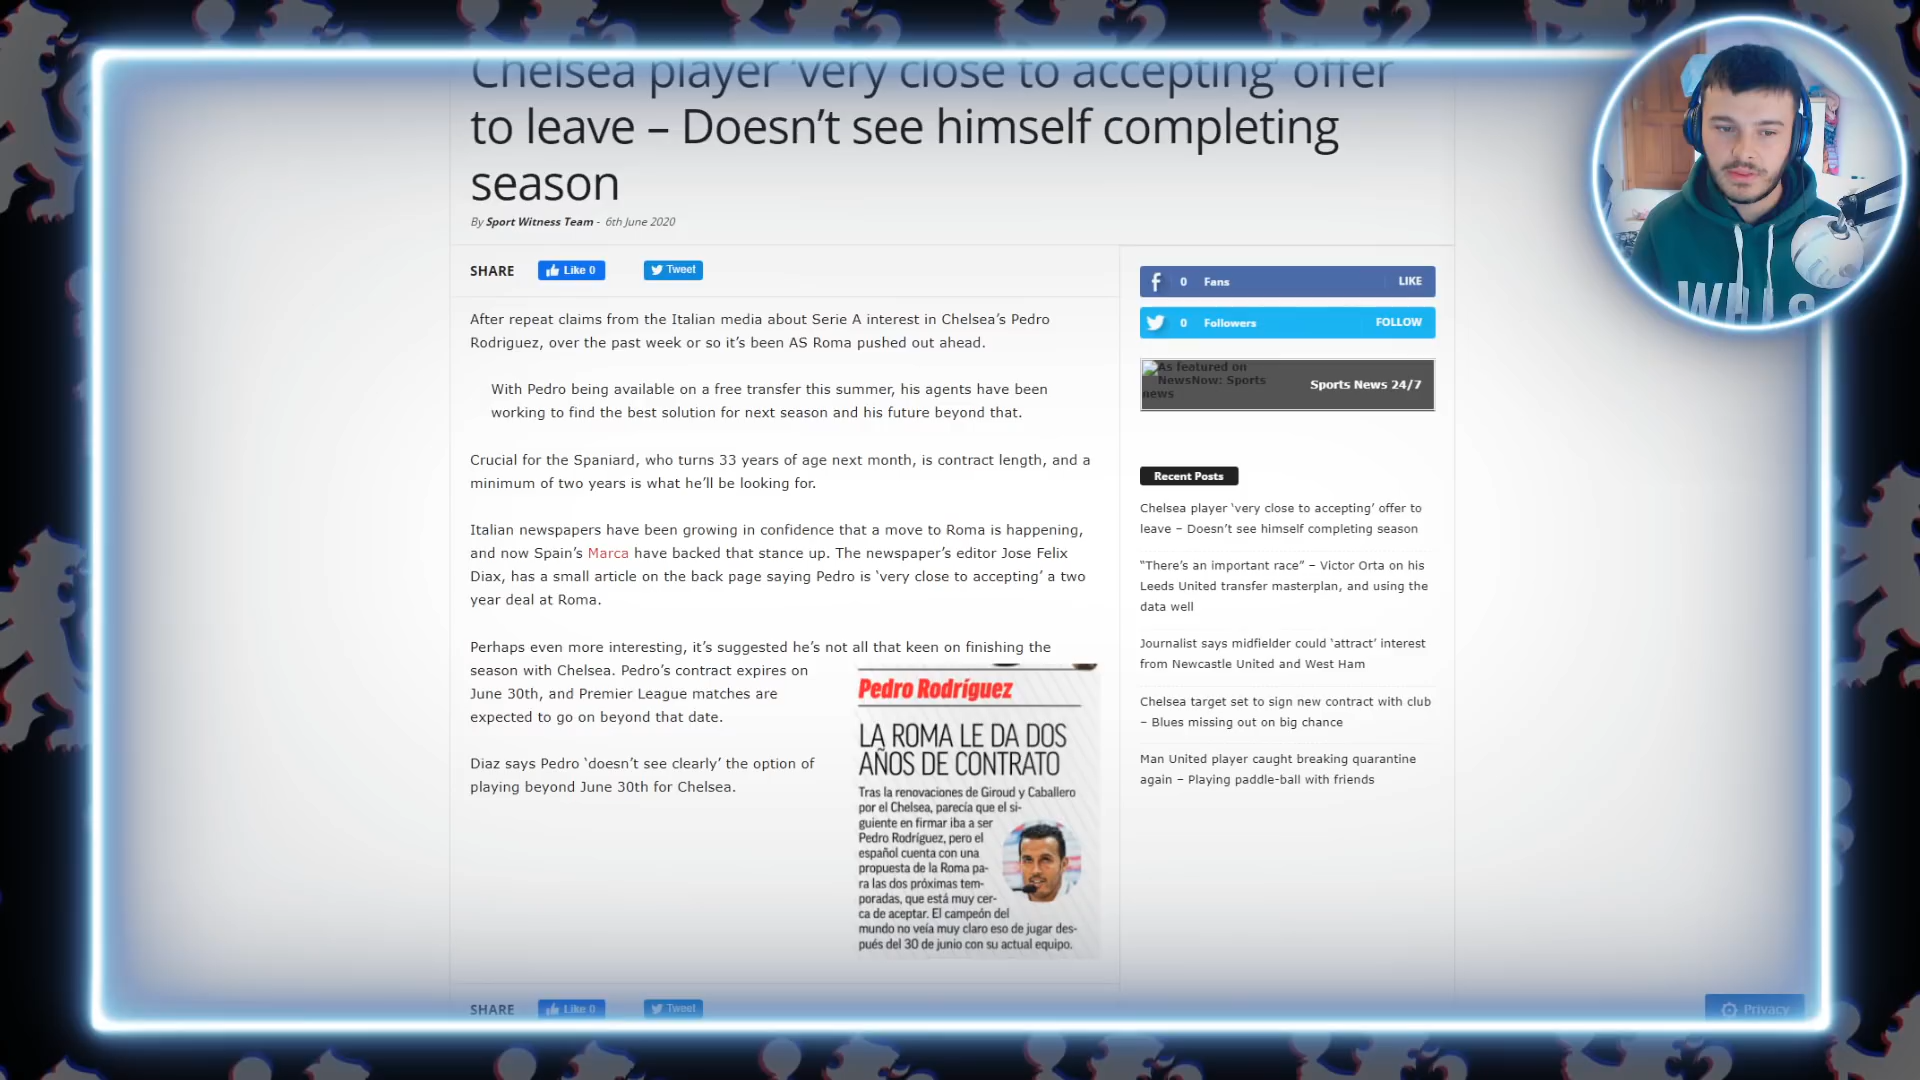 Chelsea player ‘very close to accepting’ offer
to leave – Doesn’t see himself completing
season
By Sport Witness Team - 6th June 2020
SHARE
Like 0
Tweet
After repeat claims from the Italian media about Serie A interest in Chelsea’s Pedro
Rodriguez, over the past week or so it’s been AS Roma pushed out ahead.
With Pedro being available on a free transfer this summer, his agents have been
working to find the best solution for next season and his future beyond that.
Crucial for the Spaniard, who turns 33 years of age next month, is contract length, and a
minimum of two years is what he’ll be looking for.
Italian newspapers have been growing in confidence that a move to Roma is happening,
and now Spain’s Marca have backed that stance up. The newspaper’s editor Jose Felix
Diax, has a small article on the back page saying Pedro is ‘very close to accepting’ a two
year deal at Roma.
Perhaps even more interesting, it’s suggested he’s not all that keen on finishing the
season with Chelsea. Pedro’s contract expires on
June 30th, and Premier League matches are
expected to go on beyond that date.
Diaz says Pedro ‘doesn’t see clearly’ the option of
playing beyond June 30th for Chelsea.
Pedro Rodríguez
LA ROMA LE DA DOS
AÑOS DE CONTRATO
Tras la renovaciones de Giroud y Caballero
por el Chelsea, parecía que el si-
guiente en firmar iba a ser
Pedro Rodríguez, pero el
español cuenta con una
propuesta de la Roma pa-
ra las dos próximas tem-
poradas, que está muy cer-
ca de aceptar. El campeón del
mundo no veía muy claro eso de jugar des-
pués del 30 de junio con su actual equipo.
SHARE
Like 0
Tweet
0 Fans LIKE
0 Followers FOLLOW
As featured on
NewsNow: Sports
news
Sports News 24/7
Recent Posts
Chelsea player ‘very close to accepting’ offer to
leave – Doesn’t see himself completing season
“There’s an important race” – Victor Orta on his
Leeds United transfer masterplan, and using the
data well
Journalist says midfielder could ‘attract’ interest
from Newcastle United and West Ham
Chelsea target set to sign new contract with club
– Blues missing out on big chance
Man United player caught breaking quarantine
again – Playing paddle-ball with friends
Privacy